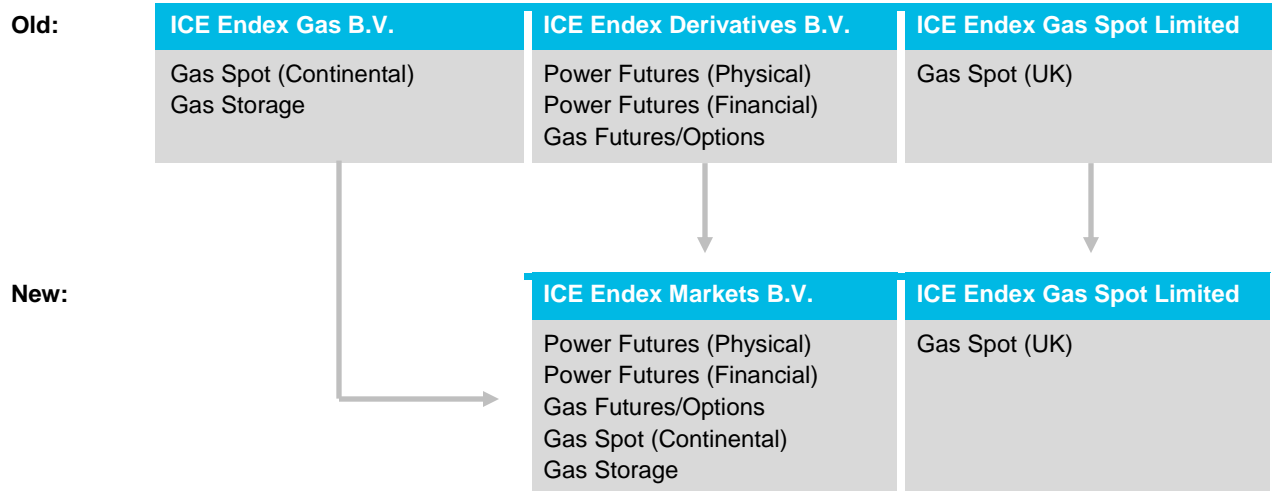 Old:
ICE Endex Gas B.V.
ICE Endex Derivatives B.V.
ICE Endex Gas Spot Limited
Gas Spot (Continental)
Gas Storage
Power Futures (Physical)
Power Futures (Financial)
Gas Futures/Options
Gas Spot (UK)
New:
ICE Endex Markets B.V.
ICE Endex Gas Spot Limited
Power Futures (Physical)
Power Futures (Financial)
Gas Futures/Options
Gas Spot (Continental)
Gas Storage
Gas Spot (UK)